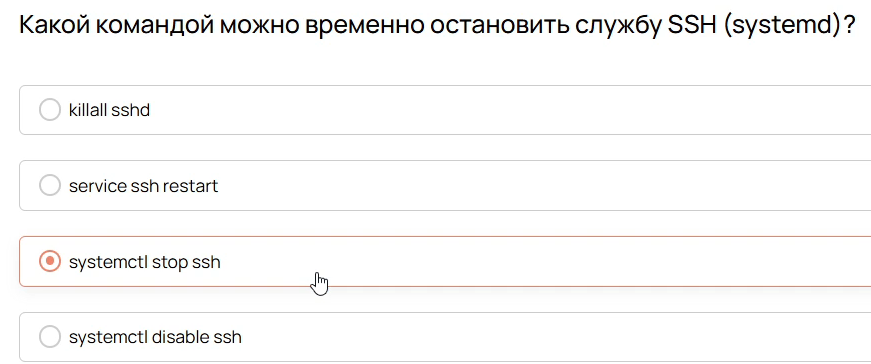 Какой командой можно временно остановить службу SSH (systemd)?
killall sshd
service ssh restart
systemctl stop ssh
systemctl disable ssh